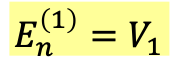 $E_n^{(1)} = V_1$